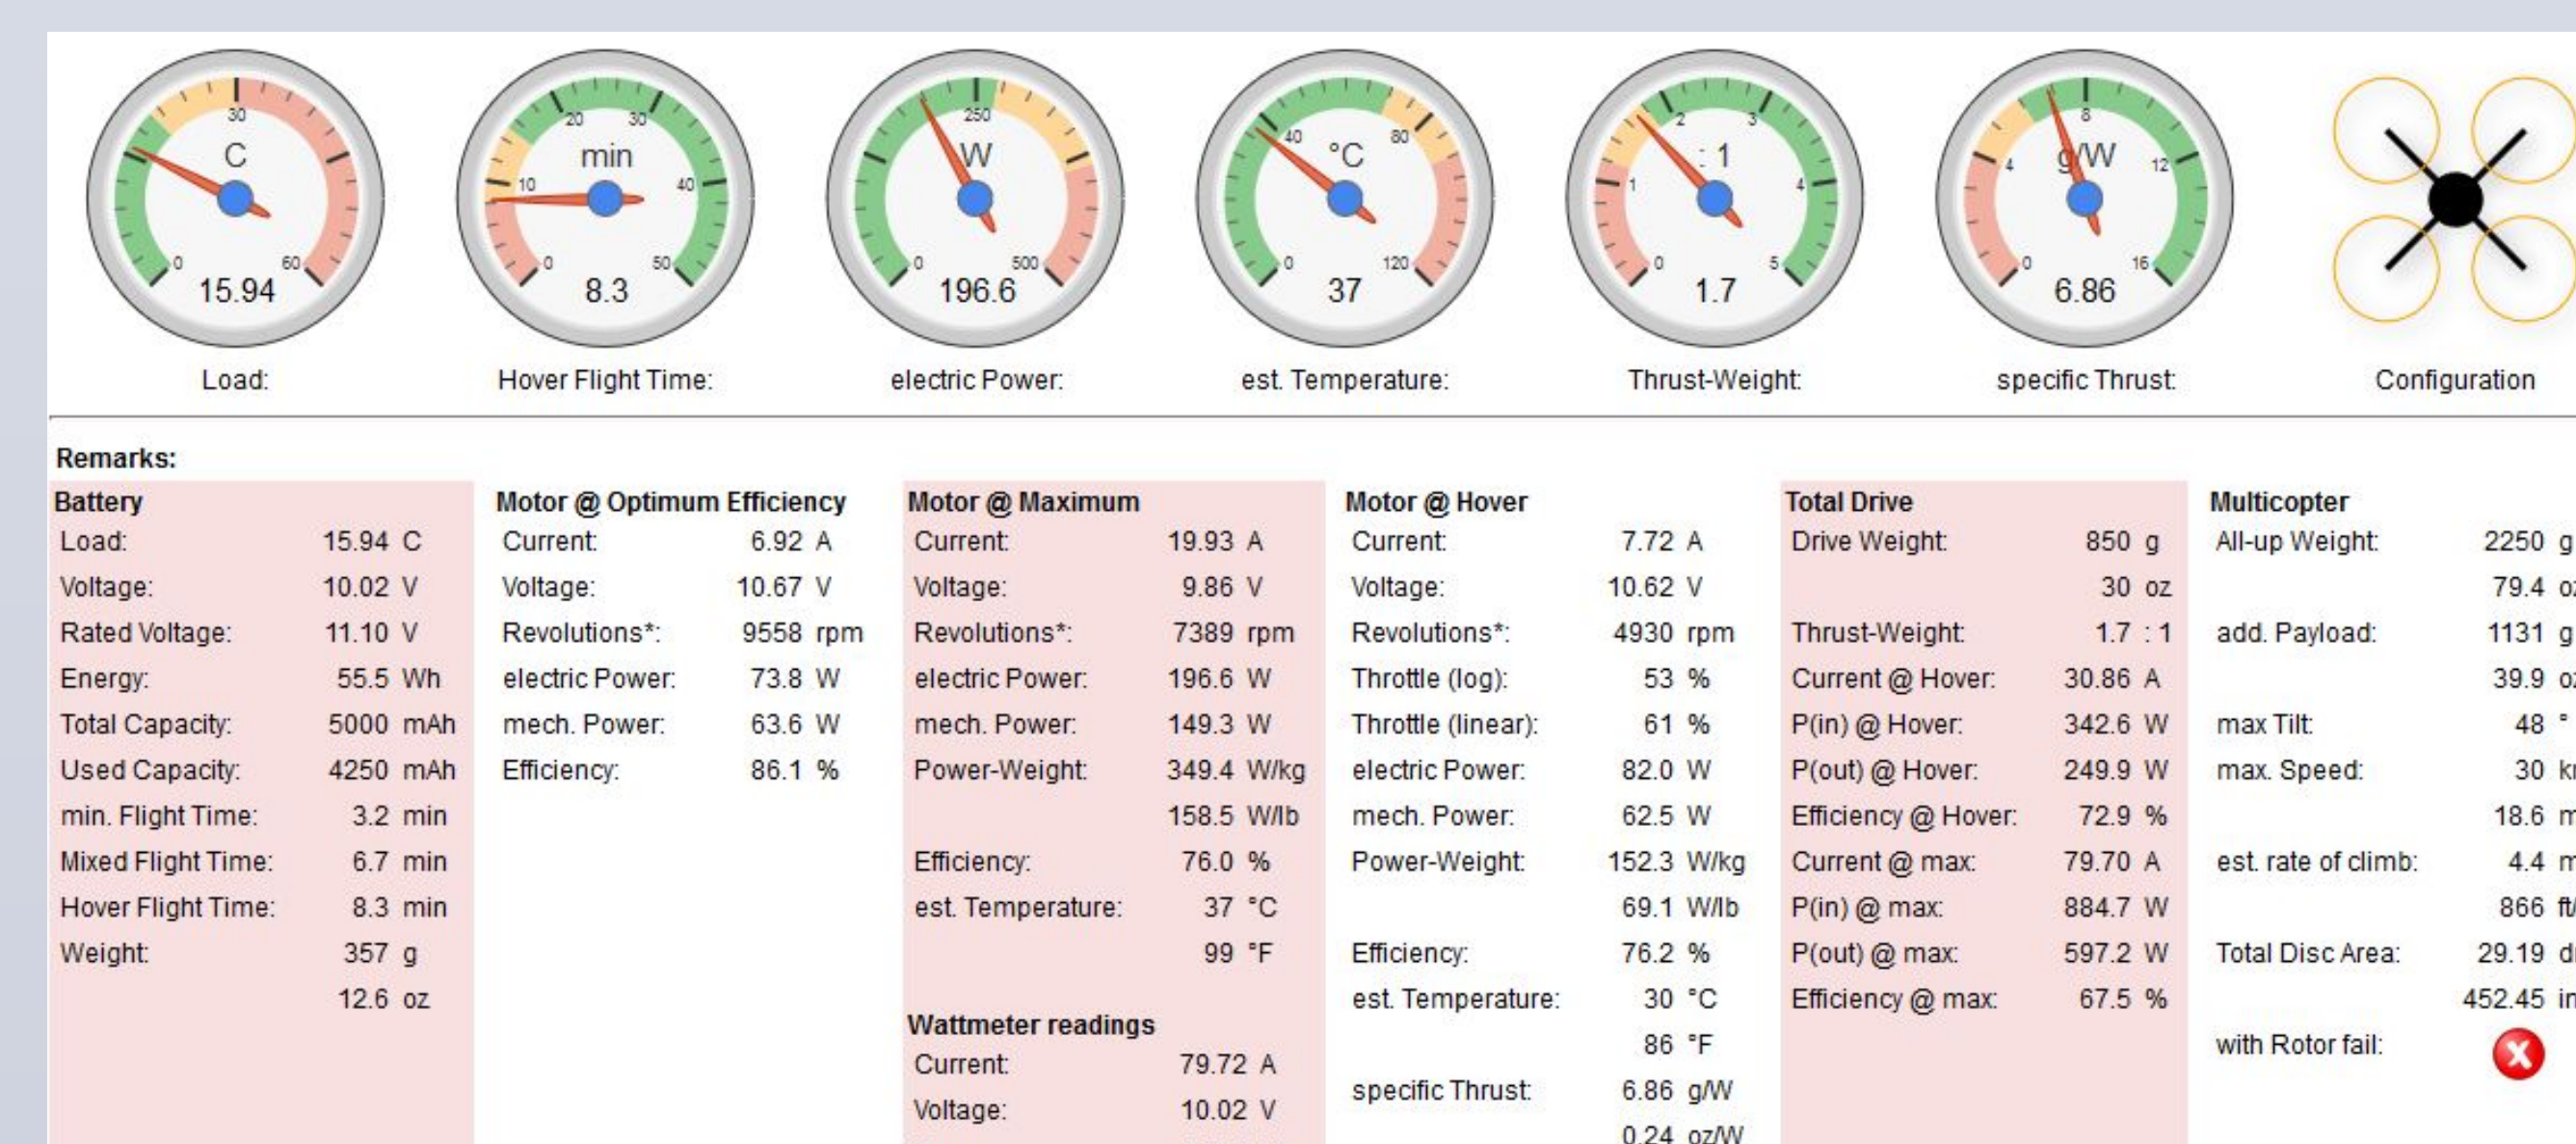 30
C
0
60
15.94
Load:
20
30
min
10
40
0
50
8.3
Hover Flight Time:
250
W
0
500
196.6
electric Power:
40
80
°C
0
120
37
est. Temperature:
2
3
: 1
1
4
0
5
1.7
Thrust-Weight:
8
g/W
4
12
0
16
6.86
specific Thrust:
Configuration
Remarks:
Battery
Load: 15.94 C
Voltage: 10.02 V
Rated Voltage: 11.10 V
Energy: 55.5 Wh
Total Capacity: 5000 mAh
Used Capacity: 4250 mAh
min. Flight Time: 3.2 min
Mixed Flight Time: 6.7 min
Hover Flight Time: 8.3 min
Weight: 357 g
12.6 oz
Motor @ Optimum Efficiency
Current: 6.92 A
Voltage: 10.67 V
Revolutions*: 9558 rpm
electric Power: 73.8 W
mech. Power: 63.6 W
Efficiency: 86.1 %
Motor @ Maximum
Current: 19.93 A
Voltage: 9.86 V
Revolutions*: 7389 rpm
electric Power: 196.6 W
mech. Power: 149.3 W
Power-Weight: 349.4 W/kg
158.5 W/lb
Efficiency: 76.0 %
est. Temperature: 37 °C
99 °F
Wattmeter readings
Current: 79.72 A
Voltage: 10.02 V
Motor @ Hover
Current: 7.72 A
Voltage: 10.62 V
Revolutions*: 4930 rpm
Throttle (log): 53 %
Throttle (linear): 61 %
electric Power: 82.0 W
mech. Power: 62.5 W
Power-Weight: 152.3 W/kg
69.1 W/lb
Efficiency: 76.2 %
est. Temperature: 30 °C
86 °F
specific Thrust: 6.86 g/W
0.24 oz/W
Total Drive
Drive Weight: 850 g
30 oz
Thrust-Weight: 1.7 : 1
Current @ Hover: 30.86 A
P(in) @ Hover: 342.6 W
P(out) @ Hover: 249.9 W
Efficiency @ Hover: 72.9 %
Current @ max: 79.70 A
P(in) @ max: 884.7 W
P(out) @ max: 597.2 W
Efficiency @ max: 67.5 %
Multicopter
All-up Weight: 2250 g
79.4
add. Payload: 1131 g
39.9
max Tilt: 48 °
max. Speed: 30
18.6
est. rate of climb: 4.4
866
Total Disc Area: 29.19
452.45
with Rotor fail: